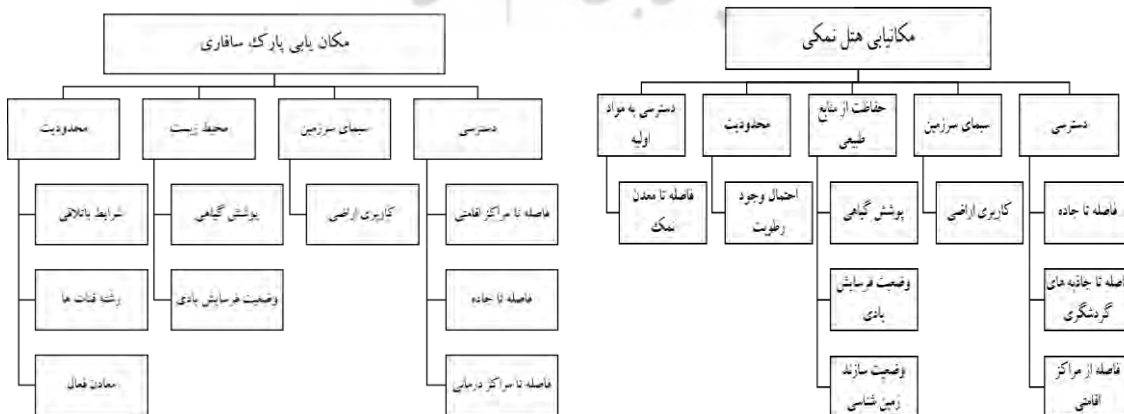 مکانیابی هتل نمکی
دسترسی
سیمای سرزمین
حفاظت از منابع
طبیعی
محدودیت
دسترسی به مواد
اولیه
فاصله تا جاده
کاربری اراضی
پوشش گیاهی
احتمال وجود
رطوبت
فاصله تا معدن
نمک
فاصله تا جاذبه های
گردشگری
وضعیت فرسایش
بادی
فاصله از مراکز
اقامتی
وضعیت سازند
زمین شناسی
مکان یابی پارک سافاری
دسترسی
سیمای سرزمین
محیط زیست
محدودیت
فاصله تا مراکز اقامتی
کاربری اراضی
پوشش گیاهی
شرایط باتلاقی
فاصله تا جاده
وضعیت فرسایش بادی
رشته قنات ها
فاصله تا مراکز درمانی
معادن فعال